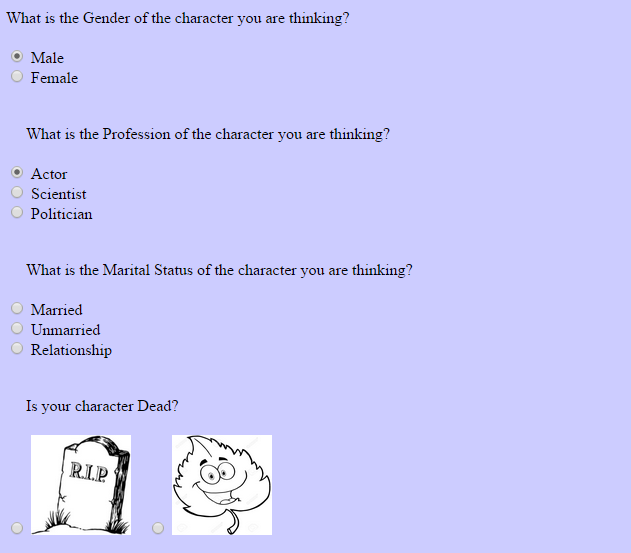 What is the Gender of the character you are thinking?
Male
Female
What is the Profession of the character you are thinking?
Actor
Scientist
Politician
What is the Marital Status of the character you are thinking?
Married
Unmarried
Relationship
Is your character Dead?
R.I.P.